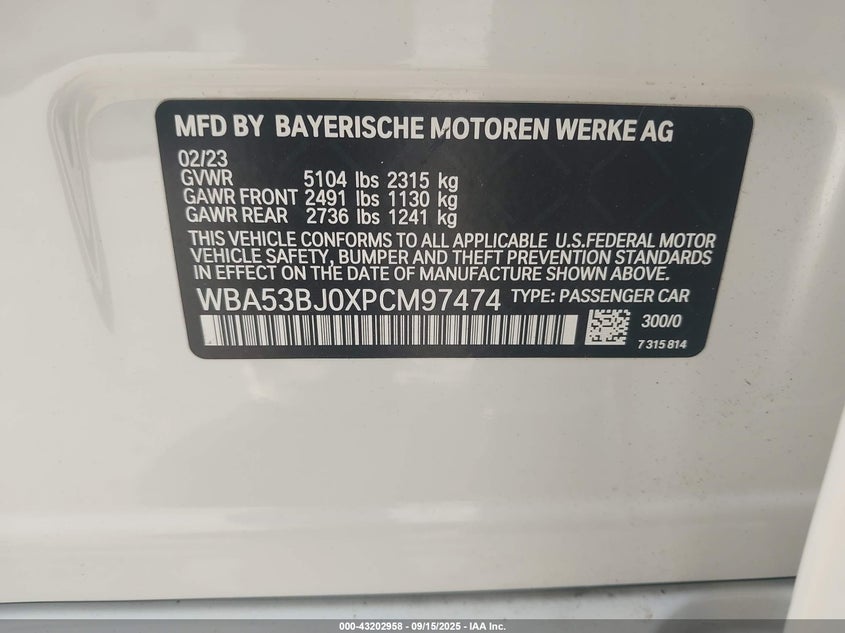 MFD BY BAYERISCHE MOTOREN WERKE AG
02/23
GVWR 5104 lbs 2315 kg
GAWR FRONT 2491 lbs 1130 kg
GAWR REAR 2736 lbs 1241 kg
THIS VEHICLE CONFORMS TO ALL APPLICABLE U.S.FEDERAL MOTOR
VEHICLE SAFETY, BUMPER AND THEFT PREVENTION STANDARDS
IN EFFECT ON THE DATE OF MANUFACTURE SHOWN ABOVE.
WBA53BJ0XPCM97474 TYPE: PASSENGER CAR
300/0
7 315 814
000-43202958 - 09/15/2025 - IAA Inc.